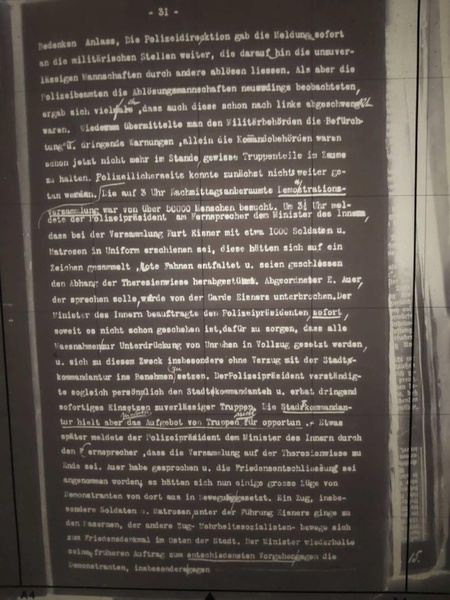 - 31 -
Bedenken Anlass. Die Polizeidirektion gab die Meldung sofort
an die militärischen Stellen weiter, die darauf hin die unzuver-
lässigen Mannschaften durch andere ablösen liessen. Als aber die
Polizeibeamten die Ablösungsmannschaften neuerdings beobachteten,
ergab sich vielfach, dass auch diese schon nach links abgeschwenkt
waren. Wiederum übermittelte man den Militärbehörden die Befürch-
tung u. dringende Warnungen, allein die Kommandobehörden waren
schon jetzt nicht mehr im Stande, gewisse Truppenteile im Zaume
zu halten. Polizeilicherseits konnte zunächst nichts weiter ge-
tan werden. Die auf 3 Uhr Nachmittags anberaumte Demonstrations-
Versammlung war von über 50000 Menschen besucht. Um 3½ Uhr mel-
dete der Polizeipräsident am Fernsprecher dem Minister des Innern,
dass bei der Versammlung Kurt Eisner mit etwa 1000 Soldaten u.
Matrosen in Uniform erschienen sei, diese hätten sich auf ein
Zeichen gesammelt, rote Fahnen entfaltet u. seien geschlossen
den Abhang der Theresienwiese herabgestürmt. Abgeordneter E. Auer,
der sprechen solle, würde von der Garde Eisners unterbrochen. Der
Minister des Innern beauftragte den Polizeipräsidenten sofort,
soweit es nicht schon geschehen ist, dafür zu sorgen, dass alle
Massnahmen zur Unterdrückung von Unruhen in Vollzug gesetzt werden,
u. sich zu diesem Zweck insbesondere ohne Verzug mit der Stadtk-
kommandantur ins Benehmen zu setzen. Der Polizeipräsident verständig-
te sogleich persönlich den Stadtkommandanten u. erbat dringend
sofortiges Einsetzen zuverlässiger Truppen. Die Stadtkommandan-
tur hielt aber das Aufgebot von Truppen nicht für opportun. - Etwas
später meldete der Polizeipräsident dem Minister des Innern durch
den Fernsprecher, dass die Versammlung auf der Theresienwiese zu
Ende sei. Auer habe gesprochen u. die Friedensentschliessung sei
angenommen worden, es hätten sich nun einige grosse Züge von
Demonstranten von dort aus in Bewegung gesetzt. Ein Zug, insbe-
sondere Soldaten u. Matrosen, unter der Führung Eisners ginge zu
den Kasernen, der andere Zug- Mehrheitssozialisten- bewege sich
zum Friedensdenkmal im Osten der Stadt. Der Minister wiederholte
seinen früheren Auftrag zum entschiedensten Vorgehen gegen die
Demonstranten, insbesondere gegen
15.